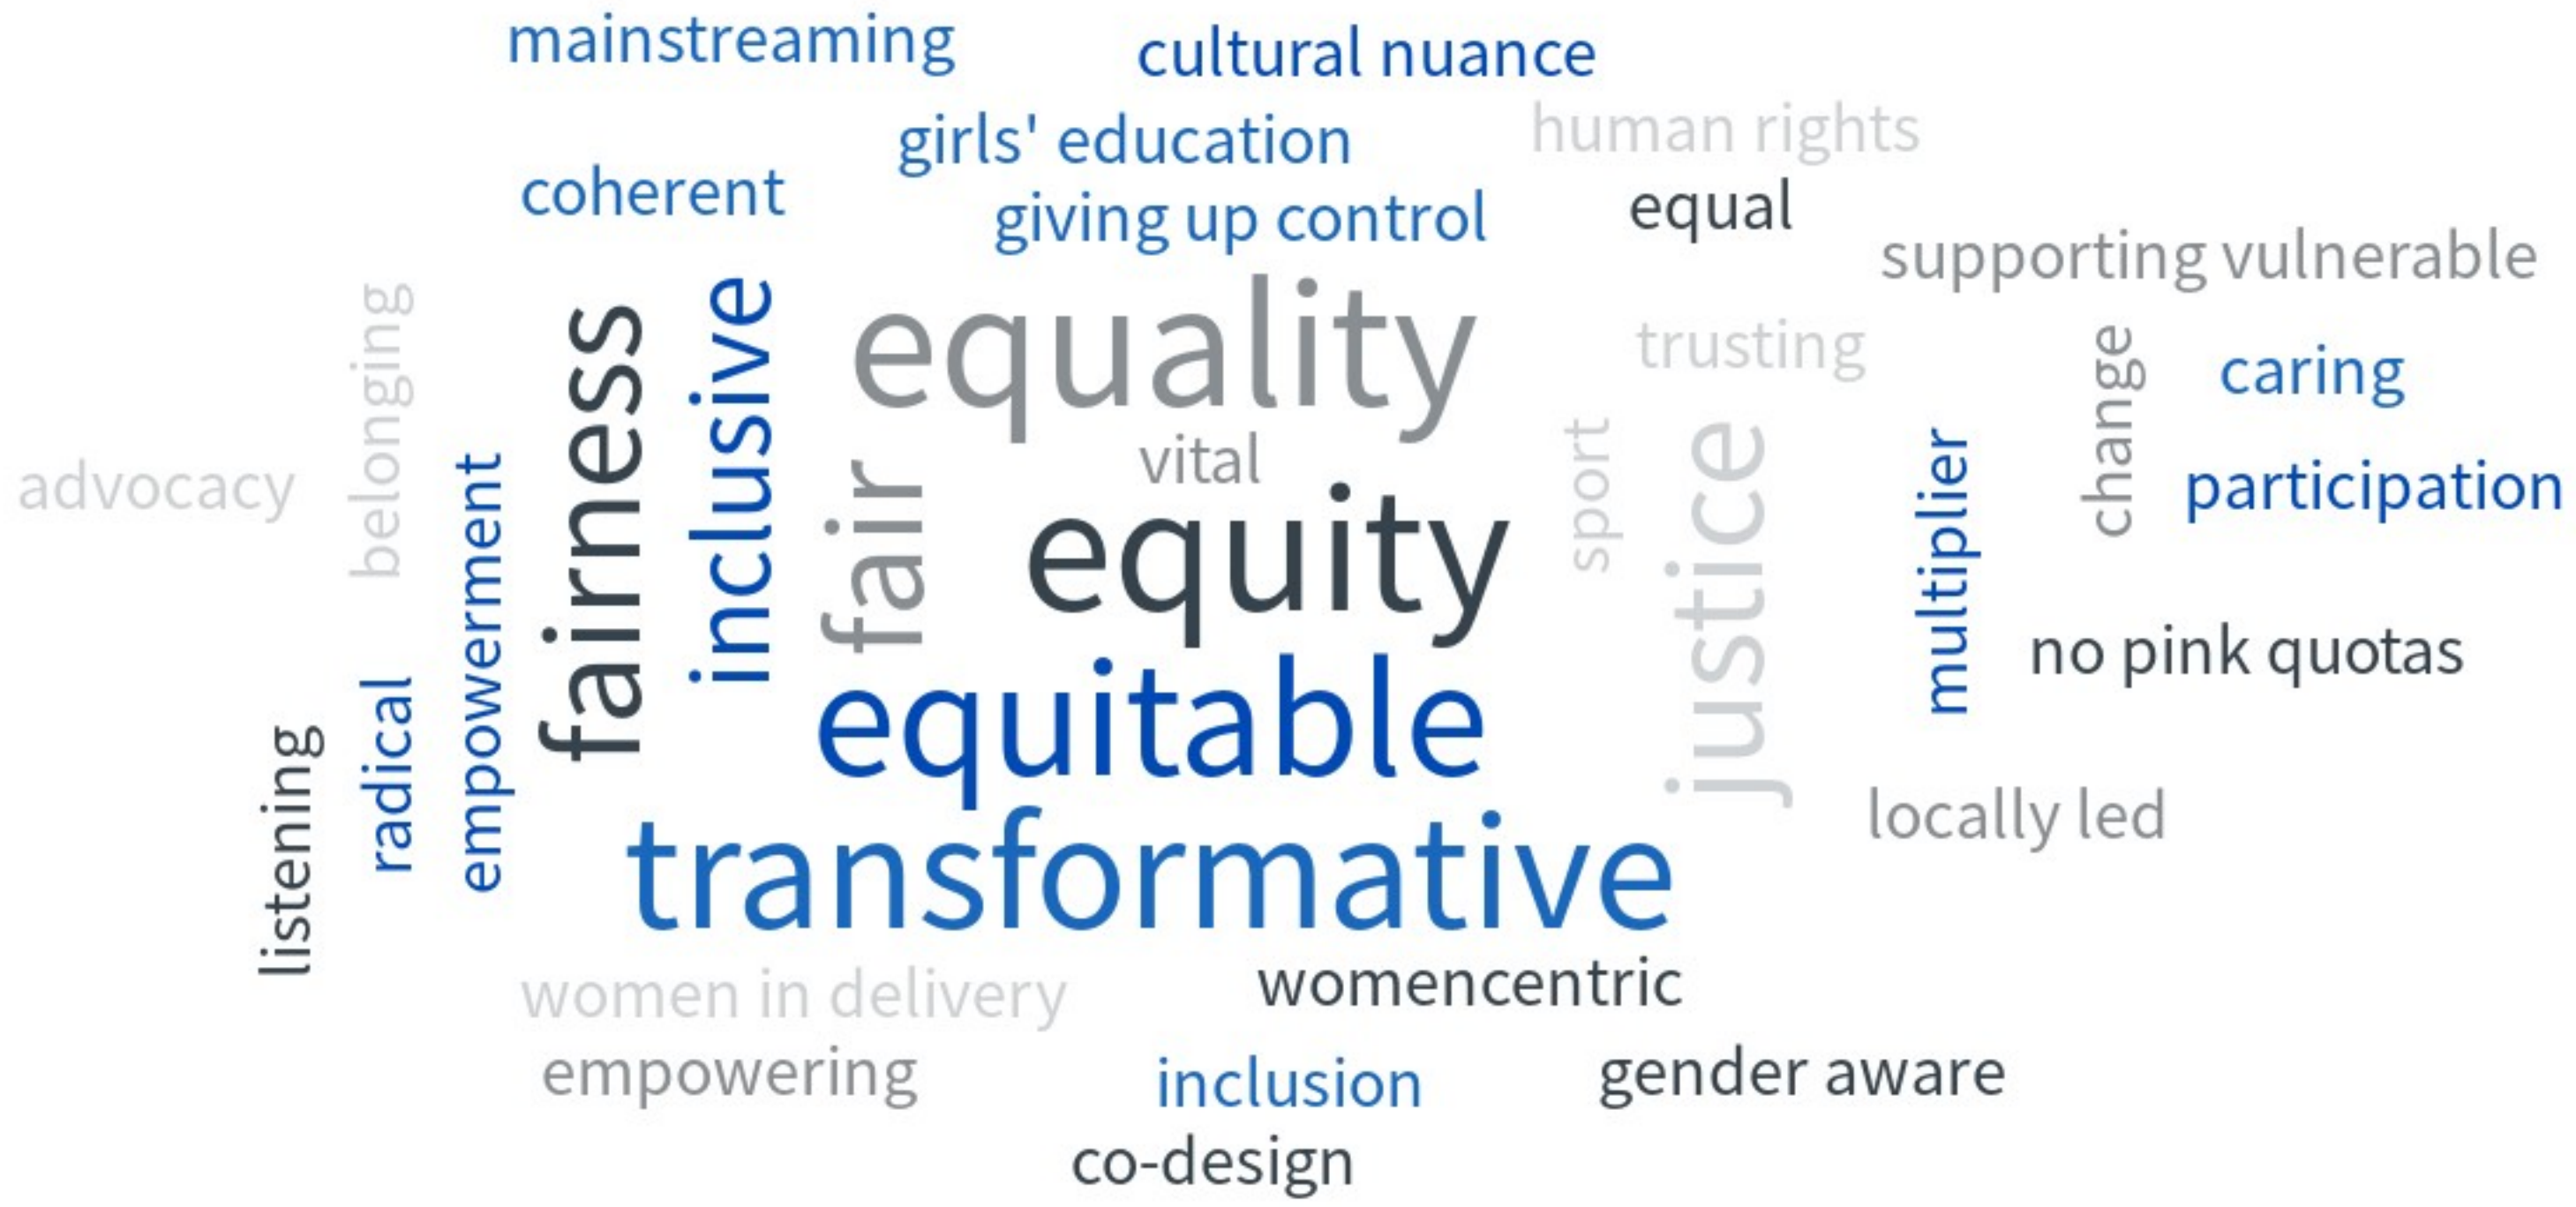 mainstreaming
cultural nuance
girls' education
human rights
coherent
giving up control
equal
supporting vulnerable
belonging
fairness
inclusive
equality
trusting
change
caring
advocacy
empowerment
fair
vital
sport
justice
multiplier
participation
equity
no pink quotas
listening
radical
equitable
locally led
transformative
women in delivery
womencentric
empowering
inclusion
gender aware
co-design